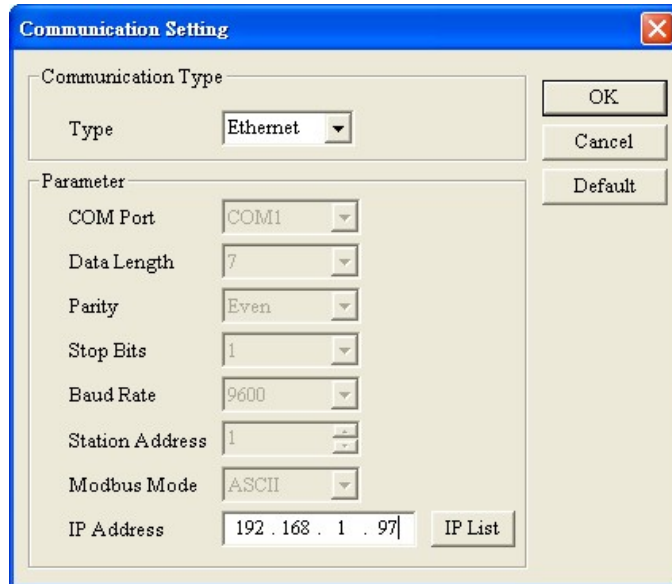 Communication Setting
Communication Type
Type Ethernet
OK
Cancel
Default
Parameter
COM Port COM1
Data Length 7
Parity Even
Stop Bits 1
Baud Rate 9600
Station Address 1
Modbus Mode ASCII
IP Address 192 . 168 . 1 . 97 IP List